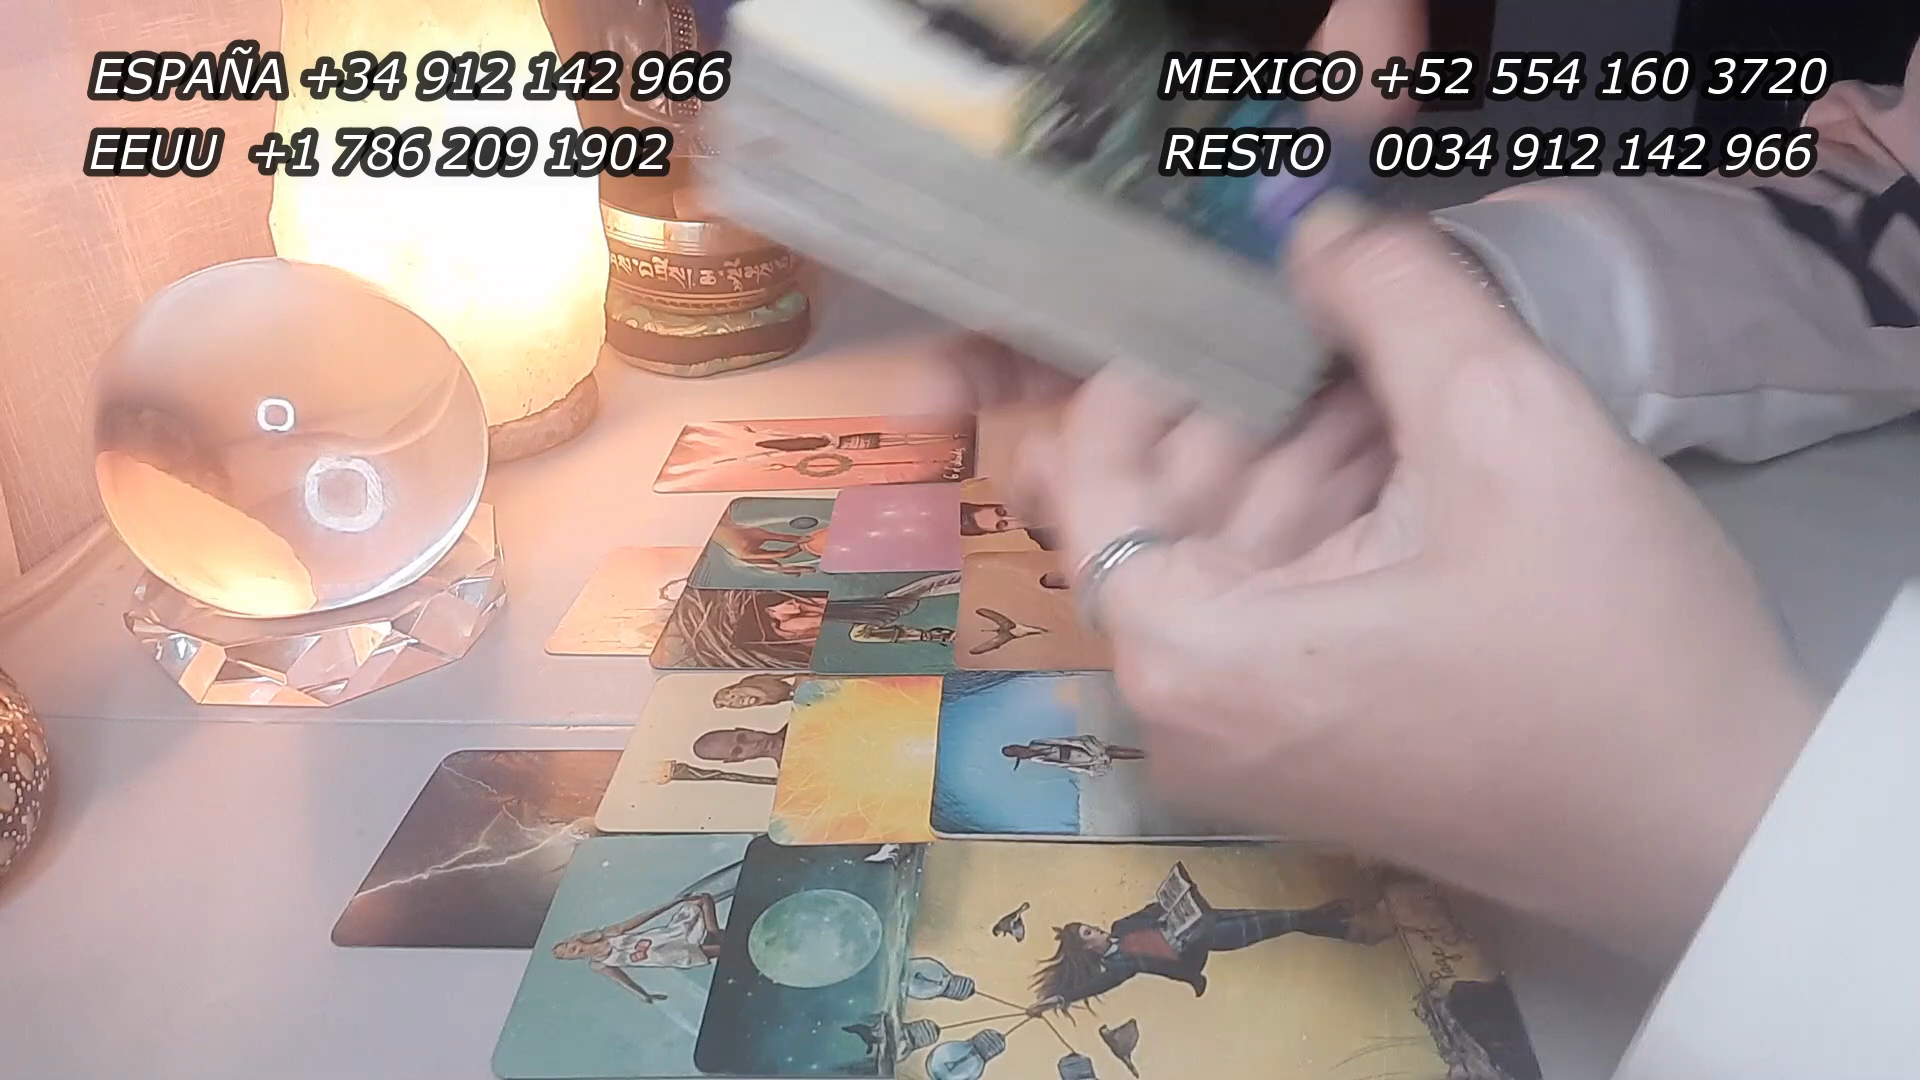 ESPAÑA +34 912 142 966
EEUU +1 786 209 1902
MEXICO +52 554 160 3720
RESTO 0034 912 142 966
Page